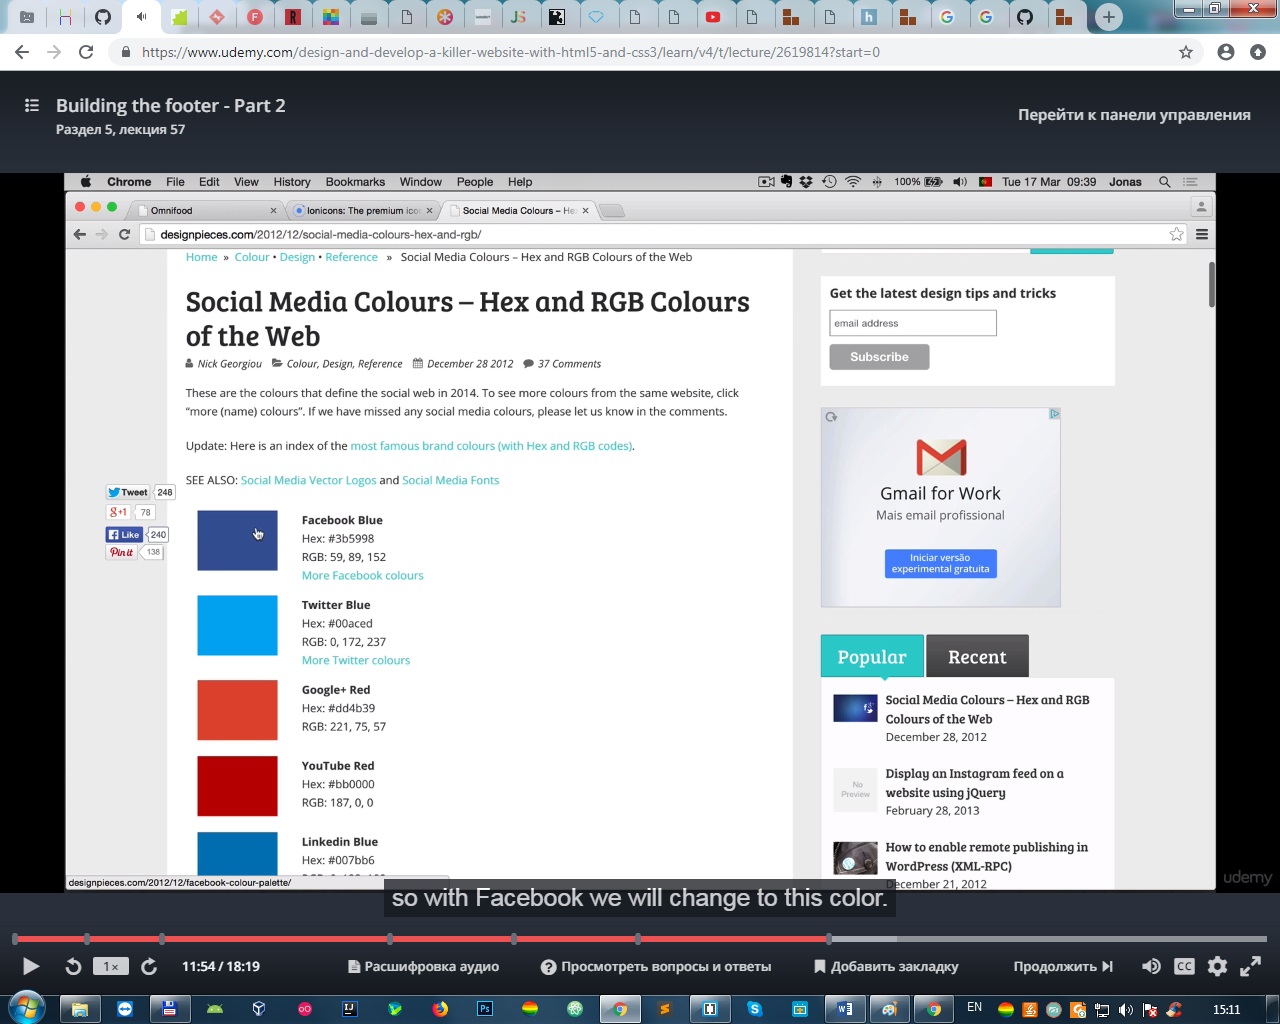 https://www.udemy.com/design-and-develop-a-killer-website-with-html5-and-css3/learn/v4/t/lecture/2619814?start=0
Building the footer - Part 2
Раздел 5, лекция 57
Перейти к панели управления
Chrome File Edit View History Bookmarks Window People Help
100% Tue 17 Mar 09:39 Jonas
Omnifood
Ionicons: The premium ico
Social Media Colours – He
designpieces.com/2012/12/social-media-colours-hex-and-rgb/
Home » Colour • Design • Reference » Social Media Colours – Hex and RGB Colours of the Web
Social Media Colours – Hex and RGB Colours
of the Web
Nick Georgiou Colour, Design, Reference December 28 2012 37 Comments
These are the colours that define the social web in 2014. To see more colours from the same website, click
“more (name) colours”. If we have missed any social media colours, please let us know in the comments.
Update: Here is an index of the most famous brand colours (with Hex and RGB codes).
SEE ALSO: Social Media Vector Logos and Social Media Fonts
Tweet 248
g+1 78
Like 240
Pin it 138
Facebook Blue
Hex: #3b5998
RGB: 59, 89, 152
More Facebook colours
Twitter Blue
Hex: #00aced
RGB: 0, 172, 237
More Twitter colours
Google+ Red
Hex: #dd4b39
RGB: 221, 75, 57
YouTube Red
Hex: #bb0000
RGB: 187, 0, 0
Linkedin Blue
Hex: #007bb6
Get the latest design tips and tricks
email address
Subscribe
Gmail for Work
Mais email profissional
Iniciar versão
experimental gratuita
Popular Recent
Social Media Colours – Hex and RGB
Colours of the Web
December 28, 2012
No
Preview
Display an Instagram feed on a
website using jQuery
February 28, 2013
How to enable remote publishing in
WordPress (XML-RPC)
December 21, 2012
designpieces.com/2012/12/facebook-colour-palette/
udemy
so with Facebook we will change to this color.
1×
11:54 / 18:19
Расшифровка аудио
Просмотреть вопросы и ответы
Добавить закладку
Продолжить
CC
EN
15:11